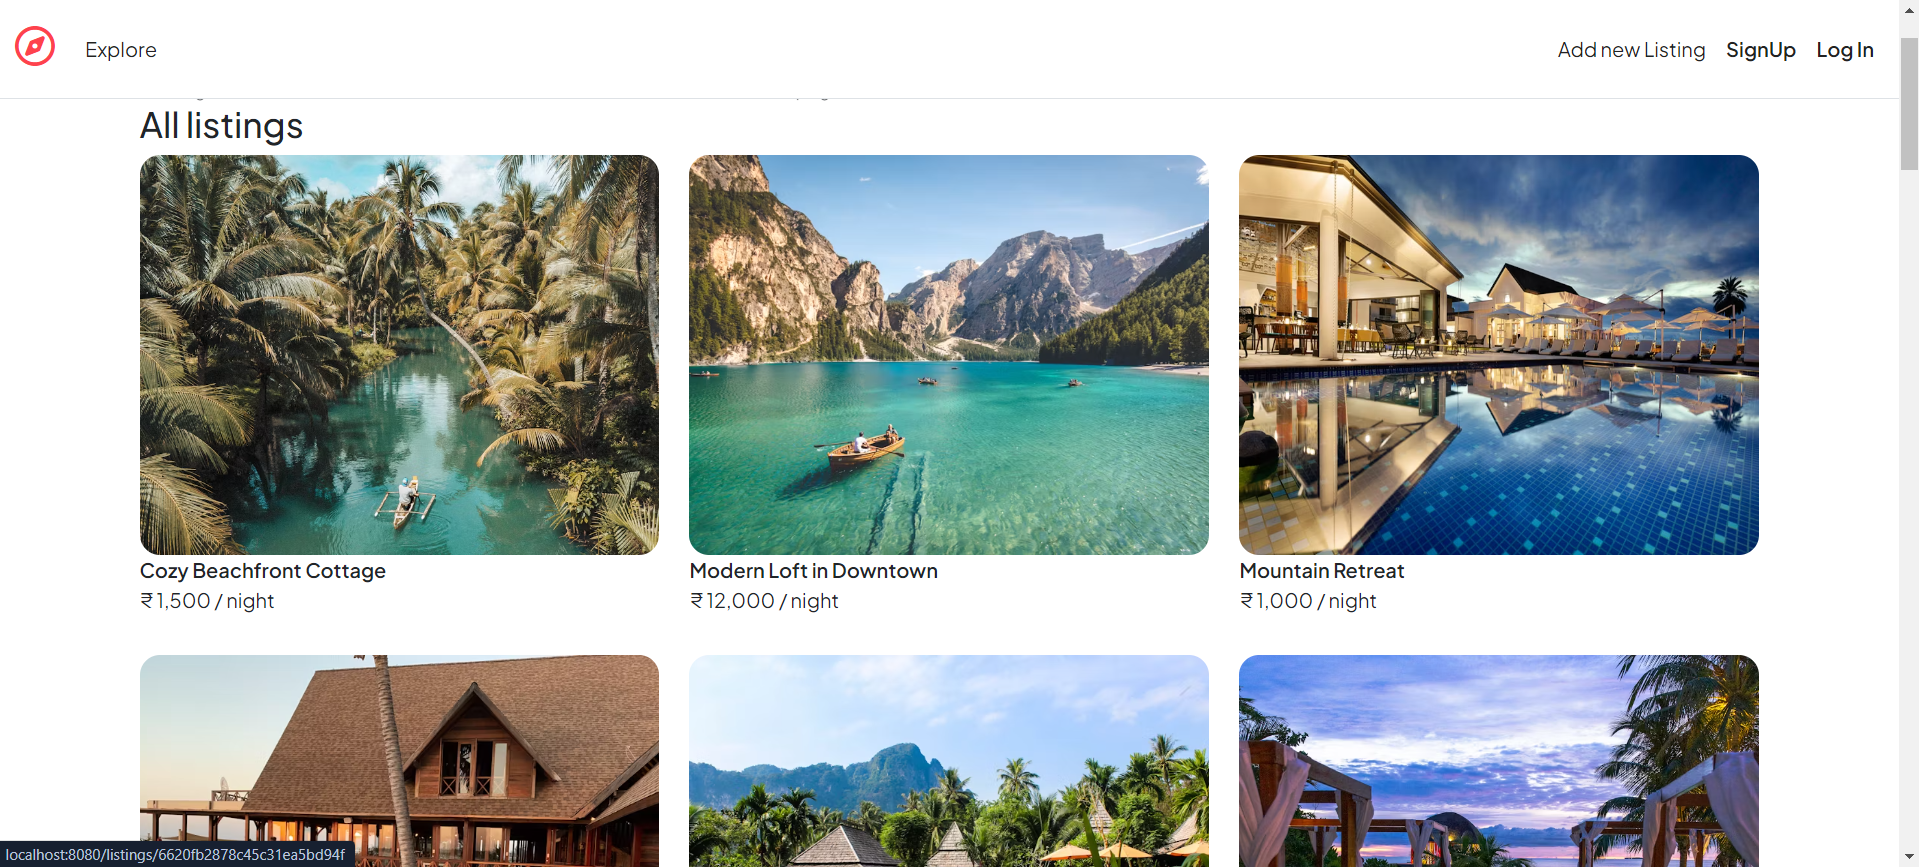 Explore
Add new Listing
SignUp
Log In
All listings
Cozy Beachfront Cottage
₹ 1,500 / night
Modern Loft in Downtown
₹ 12,000 / night
Mountain Retreat
₹ 1,000 / night
localhost:8080/listings/6620fb2878c45c31ea5bd94f